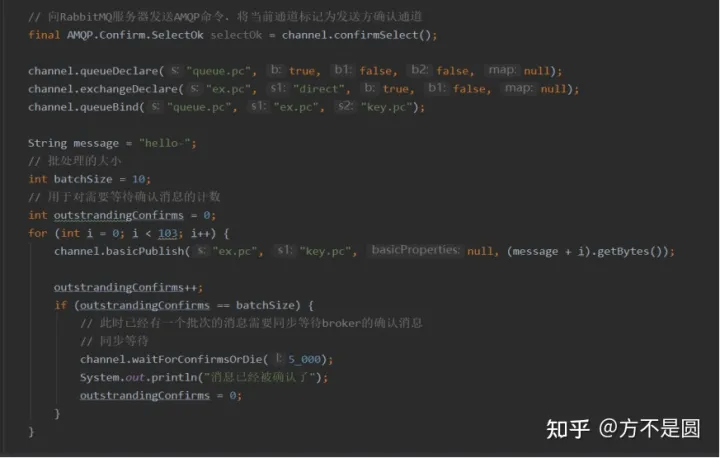 // 向RabbitMQ服务器发送AMQP命令，将当前通道标记为发送方确认通道
final AMQP.Confirm.SelectOk selectOk = channel.confirmSelect();
channel.queueDeclare( s: "queue.pc", b: true, b1: false, b2: false, map: null);
channel.exchangeDeclare( s: "ex.pc", s1: "direct", b: true, b1: false, map: null);
channel.queueBind( s: "queue.pc", s1: "ex.pc", s2: "key.pc");
String message = "hello-";
// 批处理的大小
int batchSize = 10;
// 用于对需要等待确认消息的计数
int outstrandingConfirms = 0;
for (int i = 0; i < 103; i++) {
channel.basicPublish( s: "ex.pc", s1: "key.pc", basicProperties: null, (message + i).getBytes());
outstrandingConfirms++;
if (outstrandingConfirms == batchSize) {
// 此时已经有一个批次的消息需要同步等待broker的确认消息
// 同步等待
channel.waitForConfirmsOrDie( l: 5_000);
System.out.println("消息已经被确认了");
outstrandingConfirms = 0;
}
}
知乎 @方不是圆